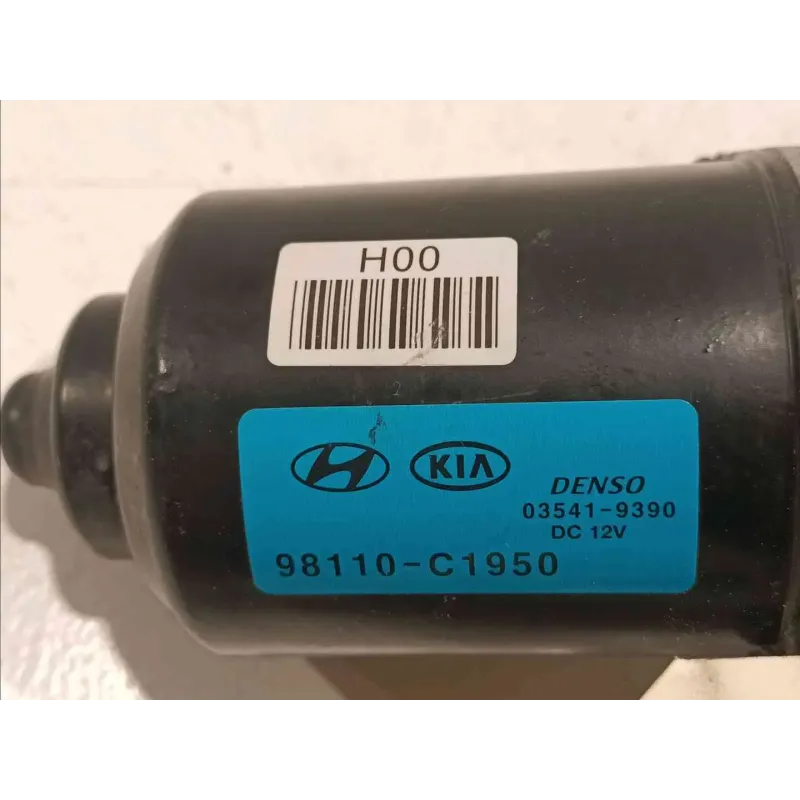 H00
KIA
DENSO
03541-9390
DC 12V
98110-C1950